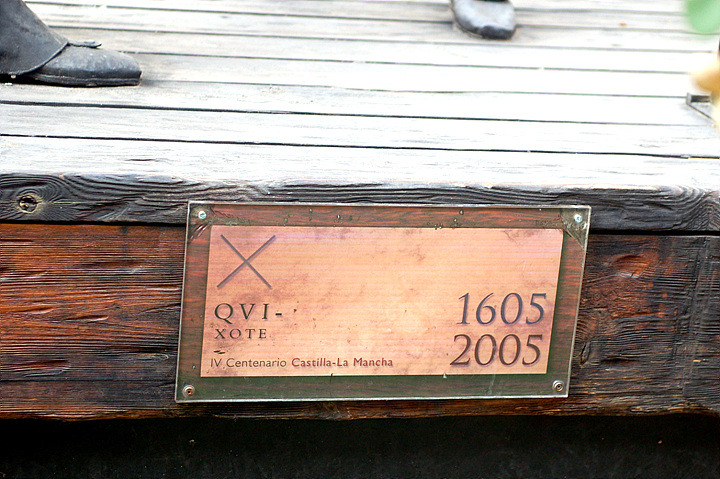 X
QVI-
XOTE
IV Centenario Castilla-La Mancha
1605
2005